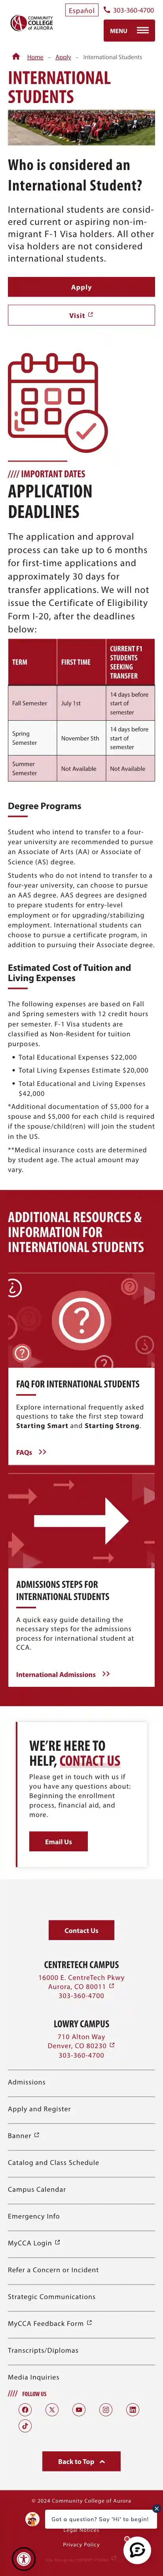 Español
303-360-4700
COMMUNITY
COLLEGE
OF AURORA
MENU
Home – Apply – International Students
INTERNATIONAL
STUDENTS
Who is considered an
International Student?
International students are consid-
ered current or aspiring non-im-
migrant F-1 Visa holders. All other
visa holders are not considered
international students.
Apply
Visit
//// IMPORTANT DATES
APPLICATION
DEADLINES
The application and approval
process can take up to 6 months
for first-time applications and
approximately 30 days for
transfer applications. We will not
issue the Certificate of Eligibility
Form I-20, after the deadlines
below:
TERM
FIRST TIME
CURRENT F1
STUDENTS
SEEKING
TRANSFER
Fall Semester
July 1st
14 days before
start of
semester
Spring
Semester
November 5th
14 days before
start of
semester
Summer
Semester
Not Available
Not Available
Degree Programs
Students who intend to transfer to a four-
year university are recommended to pursue
an Associate of Arts (AA) or Associate of
Science (AS) degree.
Students who do not intend to transfer to a
four-year university, can choose to pursue
an AAS degree. AAS degrees are designed
to prepare students for entry-level
employment or for upgrading/stabilizing
employment. International students can
choose to pursue a certificate program, in
addition to pursuing their Associate degree.
Estimated Cost of Tuition and
Living Expenses
The following expenses are based on Fall
and Spring semesters with 12 credit hours
per semester. F-1 Visa students are
classified as Non-Resident for tuition
purposes.
• Total Educational Expenses $22,000
• Total Living Expenses Estimate $20,000
• Total Educational and Living Expenses
$42,000
*Additional documentation of $5,000 for a
spouse and $5,000 for each child is required
if the spouse/child(ren) will join the student
in the US.
**Medical insurance costs are determined
by student age. The actual amount may
vary.
ADDITIONAL RESOURCES &
INFORMATION FOR
INTERNATIONAL STUDENTS
FAQ FOR INTERNATIONAL STUDENTS
Explore international frequently asked
questions to take the first step toward
Starting Smart and Starting Strong.
FAQs
ADMISSIONS STEPS FOR
INTERNATIONAL STUDENTS
A quick easy guide detailing the
necessary steps for the admissions
process for international student at
CCA.
International Admissions
WE'RE HERE TO
HELP, CONTACT US
Please get in touch with us if
you have any questions about:
Beginning the enrollment
process, financial aid, and
more.
Email Us
Contact Us
CENTRETECH CAMPUS
16000 E. CentreTech Pkwy
Aurora, CO 80011
303-360-4700
LOWRY CAMPUS
710 Alton Way
Denver, CO 80230
303-360-4700
Admissions
Apply and Register
Banner
Catalog and Class Schedule
Campus Calendar
Emergency Info
MyCCA Login
Refer a Concern or Incident
Strategic Communications
MyCCA Feedback Form
Transcripts/Diplomas
Media Inquiries
//// FOLLOW US
Back to Top
© 2024 Community College of Aurora
Got a question? Say 'Hi' to begin!
Legal Notices
Privacy Policy